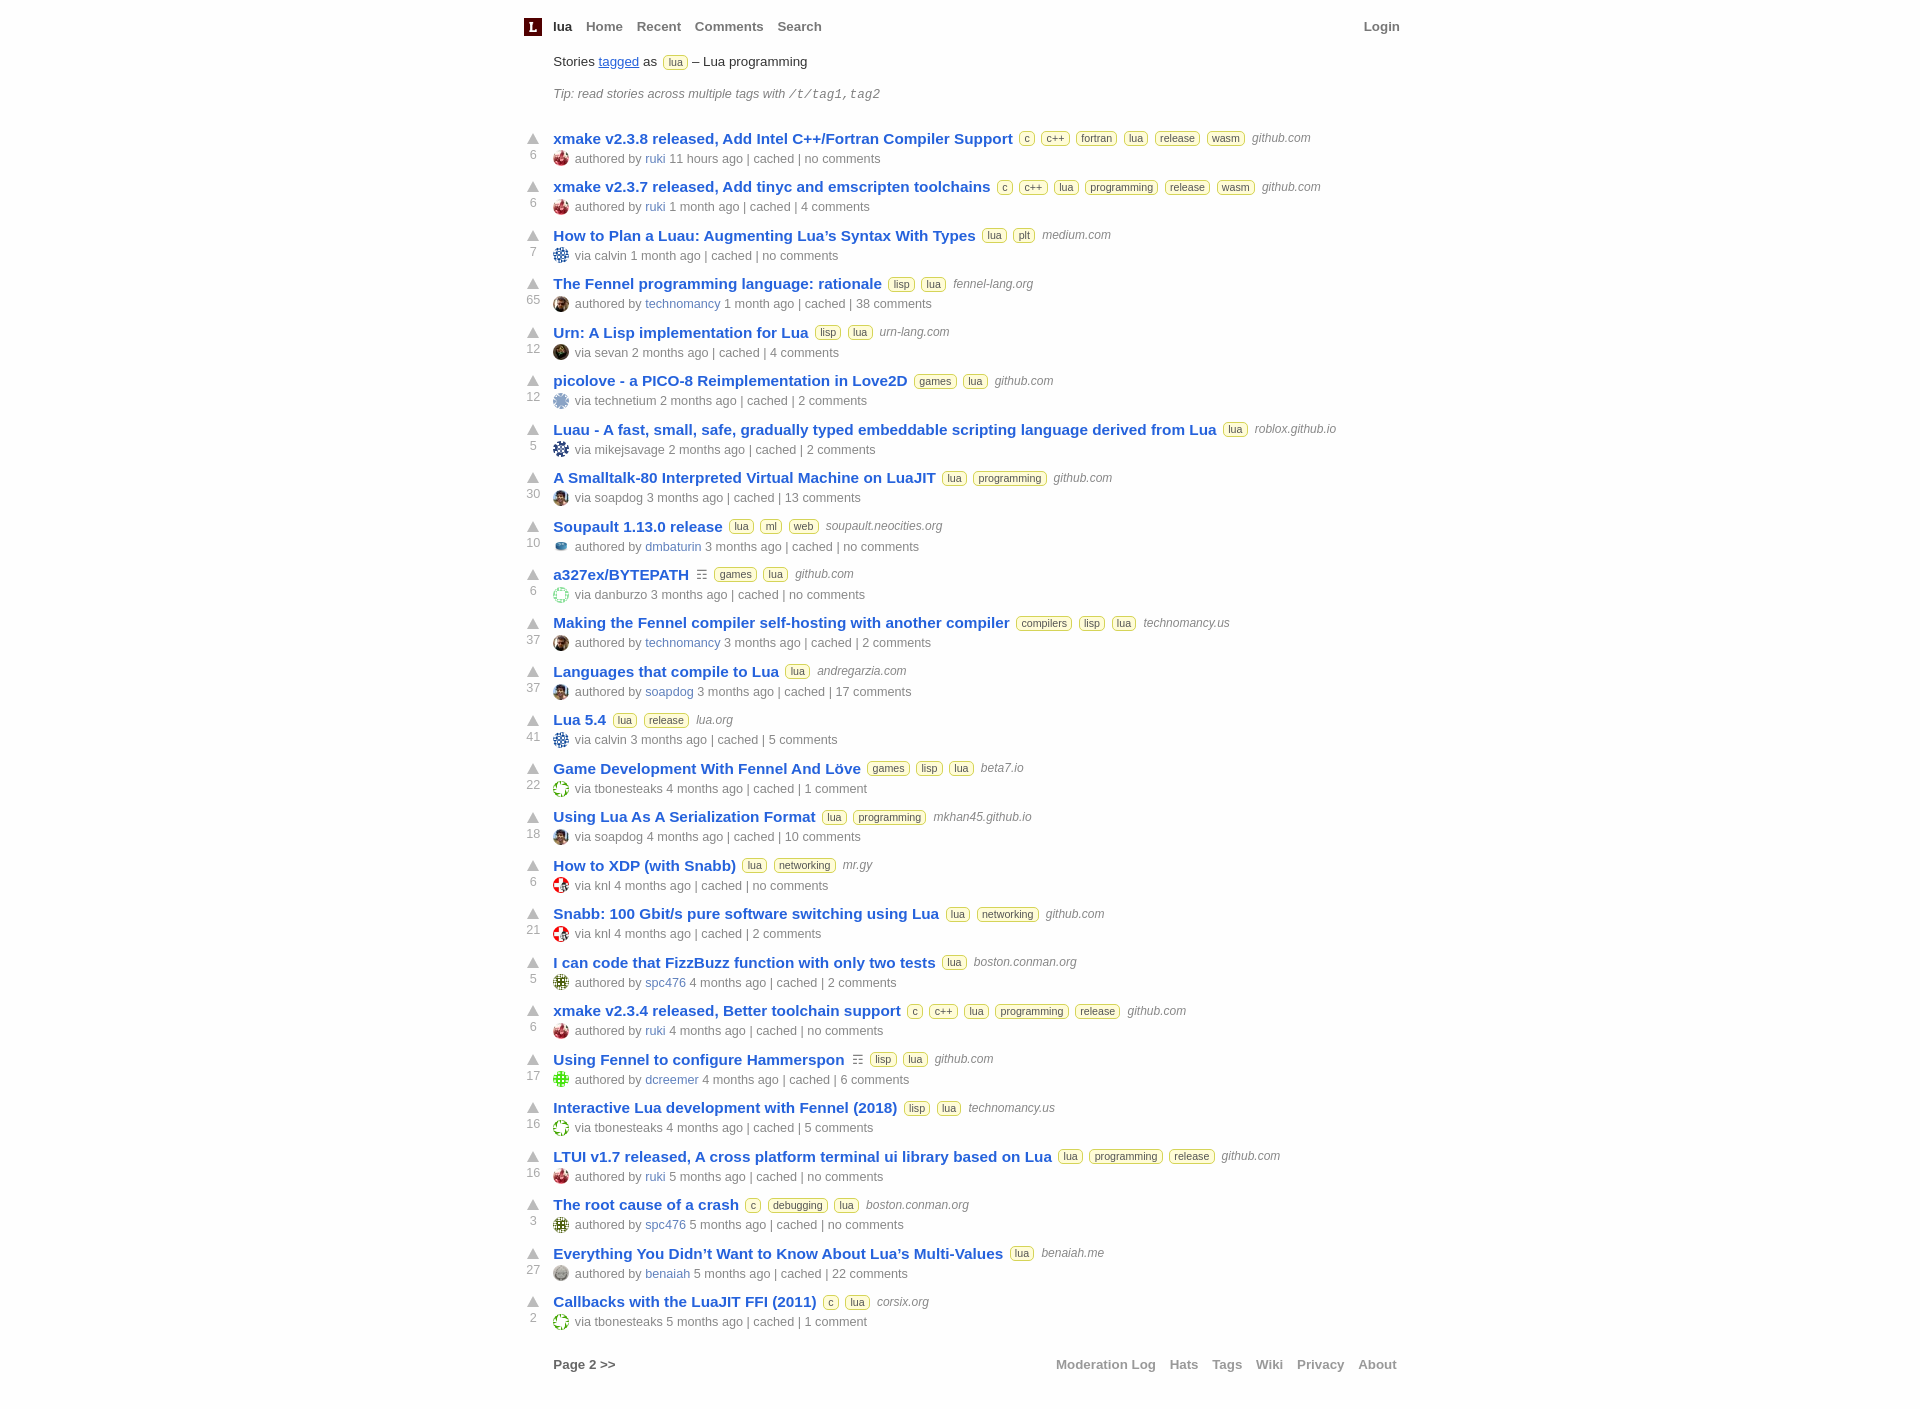 L lua Home Recent Comments Search Login
Stories tagged as lua – Lua programming
Tip: read stories across multiple tags with /t/tag1,tag2
xmake v2.3.8 released, Add Intel C++/Fortran Compiler Support c c++ fortran lua release wasm github.com
6 authored by ruki 11 hours ago | cached | no comments
xmake v2.3.7 released, Add tinyc and emscripten toolchains c c++ lua programming release wasm github.com
6 authored by ruki 1 month ago | cached | 4 comments
How to Plan a Luau: Augmenting Lua’s Syntax With Types lua plt medium.com
7 via calvin 1 month ago | cached | no comments
The Fennel programming language: rationale lisp lua fennel-lang.org
65 authored by technomancy 1 month ago | cached | 38 comments
Urn: A Lisp implementation for Lua lisp lua urn-lang.com
12 via sevan 2 months ago | cached | 4 comments
picolove - a PICO-8 Reimplementation in Love2D games lua github.com
12 via technetium 2 months ago | cached | 2 comments
Luau - A fast, small, safe, gradually typed embeddable scripting language derived from Lua lua roblox.github.io
5 via mikejsavage 2 months ago | cached | 2 comments
A Smalltalk-80 Interpreted Virtual Machine on LuaJIT lua programming github.com
30 via soapdog 3 months ago | cached | 13 comments
Soupault 1.13.0 release lua ml web soupault.neocities.org
10 authored by dmbaturin 3 months ago | cached | no comments
a327ex/BYTEPATH ☶ games lua github.com
6 via danburzo 3 months ago | cached | no comments
Making the Fennel compiler self-hosting with another compiler compilers lisp lua technomancy.us
37 authored by technomancy 3 months ago | cached | 2 comments
Languages that compile to Lua lua andregarzia.com
37 authored by soapdog 3 months ago | cached | 17 comments
Lua 5.4 lua release lua.org
41 via calvin 3 months ago | cached | 5 comments
Game Development With Fennel And Löve games lisp lua beta7.io
22 via tbonesteaks 4 months ago | cached | 1 comment
Using Lua As A Serialization Format lua programming mkhan45.github.io
18 via soapdog 4 months ago | cached | 10 comments
How to XDP (with Snabb) lua networking mr.gy
6 via knl 4 months ago | cached | no comments
Snabb: 100 Gbit/s pure software switching using Lua lua networking github.com
21 via knl 4 months ago | cached | 2 comments
I can code that FizzBuzz function with only two tests lua boston.conman.org
5 authored by spc476 4 months ago | cached | 2 comments
xmake v2.3.4 released, Better toolchain support c c++ lua programming release github.com
6 authored by ruki 4 months ago | cached | no comments
Using Fennel to configure Hammerspon ☶ lisp lua github.com
17 authored by dcreemer 4 months ago | cached | 6 comments
Interactive Lua development with Fennel (2018) lisp lua technomancy.us
16 via tbonesteaks 4 months ago | cached | 5 comments
LTUI v1.7 released, A cross platform terminal ui library based on Lua lua programming release github.com
16 authored by ruki 5 months ago | cached | no comments
The root cause of a crash c debugging lua boston.conman.org
3 authored by spc476 5 months ago | cached | no comments
Everything You Didn’t Want to Know About Lua’s Multi-Values lua benaiah.me
27 authored by benaiah 5 months ago | cached | 22 comments
Callbacks with the LuaJIT FFI (2011) c lua corsix.org
2 via tbonesteaks 5 months ago | cached | 1 comment
Page 2 >> Moderation Log Hats Tags Wiki Privacy About